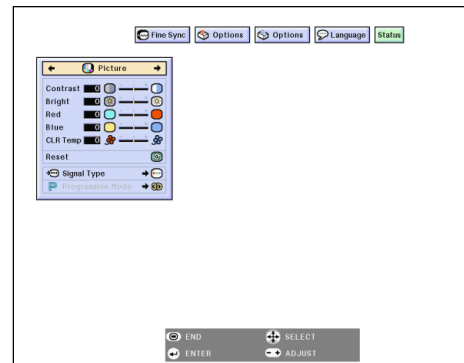 Fine Sync Options Options Language Status
Picture
Contrast 0
Bright 0
Red 0
Blue 0
CLR Temp 0
Reset
Signal Type
P Progressive Mode 3D
END SELECT
ENTER ADJUST